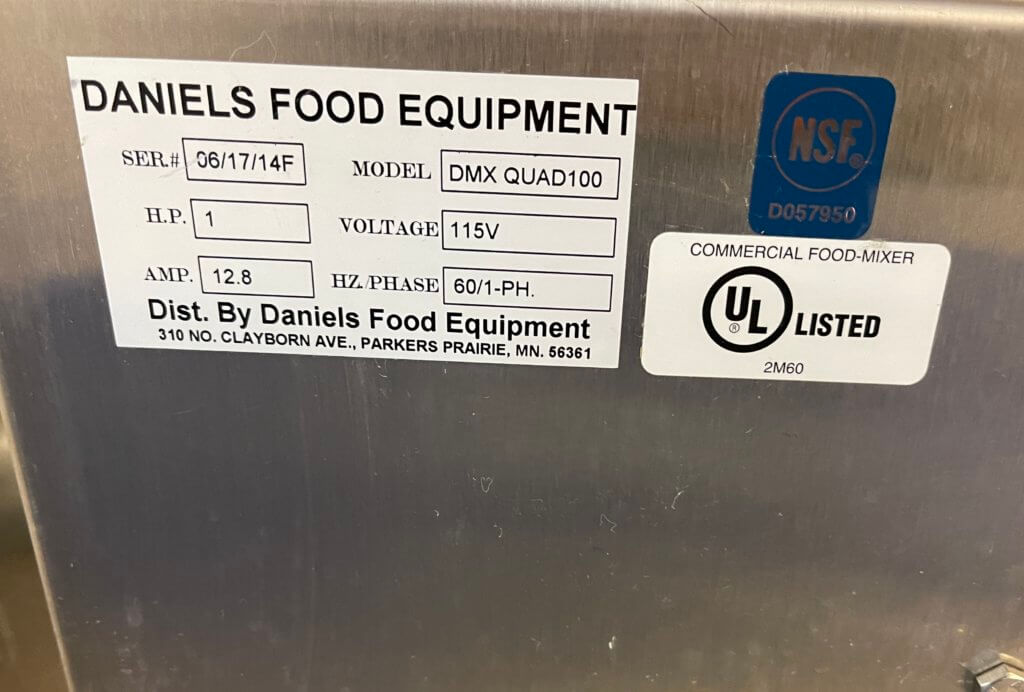 DANIELS FOOD EQUIPMENT
SER.# 06/17/14F MODEL DMX QUAD100
H.P. 1 VOLTAGE 115V
AMP. 12.8 HZ./PHASE 60/1-PH.
Dist. By Daniels Food Equipment
310 NO. CLAYBORN AVE., PARKERS PRAIRIE, MN. 56361
NSF®
D057950
COMMERCIAL FOOD-MIXER
UL® LISTED
2M60